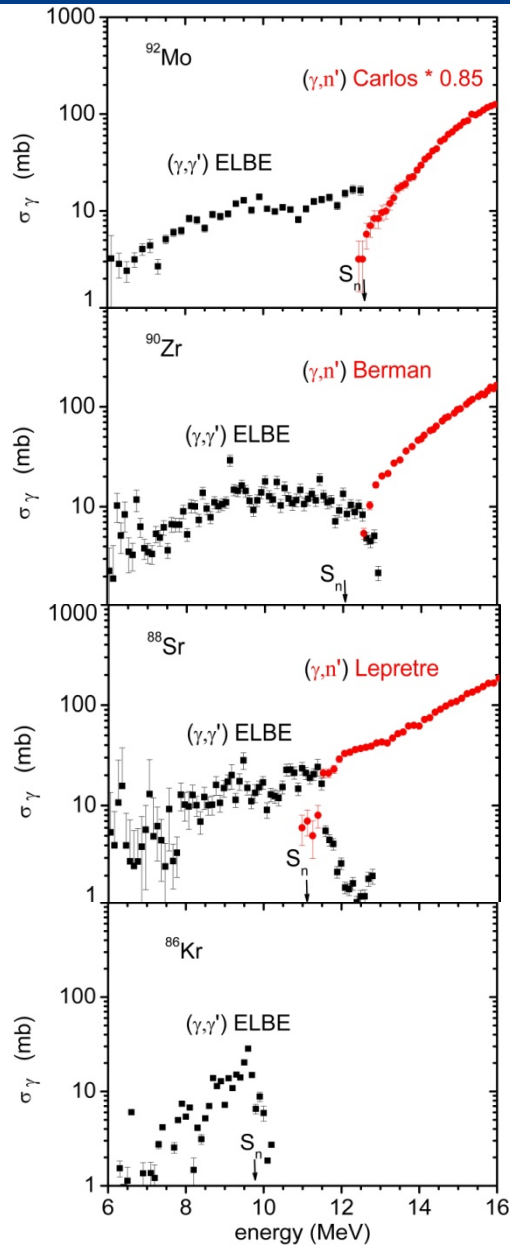 1000
⁹²Mo
(γ,n') Carlos * 0.85
100
(γ,γ') ELBE
σγ (mb)
10
Sn
1
⁹⁰Zr
(γ,n') Berman
100
(γ,γ') ELBE
σγ (mb)
10
Sn
1000
⁸⁸Sr
(γ,n') Lepretre
100
(γ,γ') ELBE
σγ (mb)
10
Sn
1
⁸⁶Kr
100
(γ,γ') ELBE
σγ (mb)
10
Sn
1
6 8 10 12 14 16
energy (MeV)